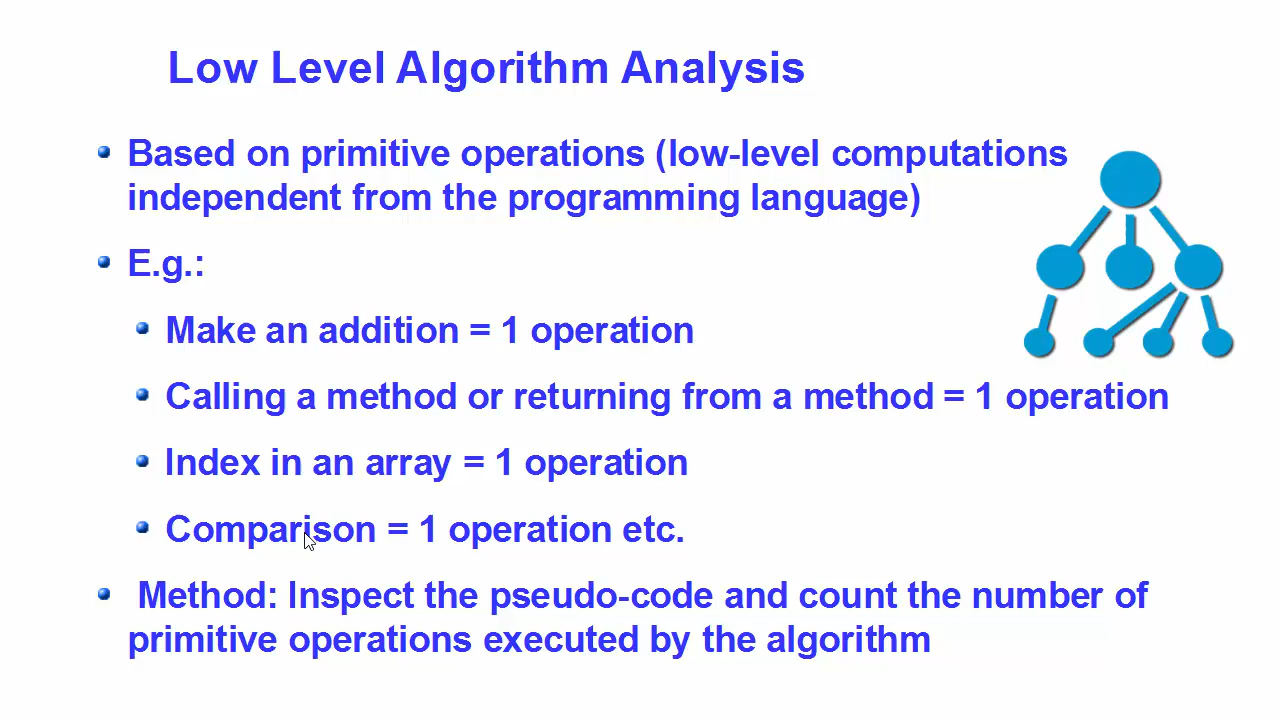 Low Level Algorithm Analysis
Based on primitive operations (low-level computations
independent from the programming language)
E.g.:
Make an addition = 1 operation
Calling a method or returning from a method = 1 operation
Index in an array = 1 operation
Comparison = 1 operation etc.
Method: Inspect the pseudo-code and count the number of
primitive operations executed by the algorithm